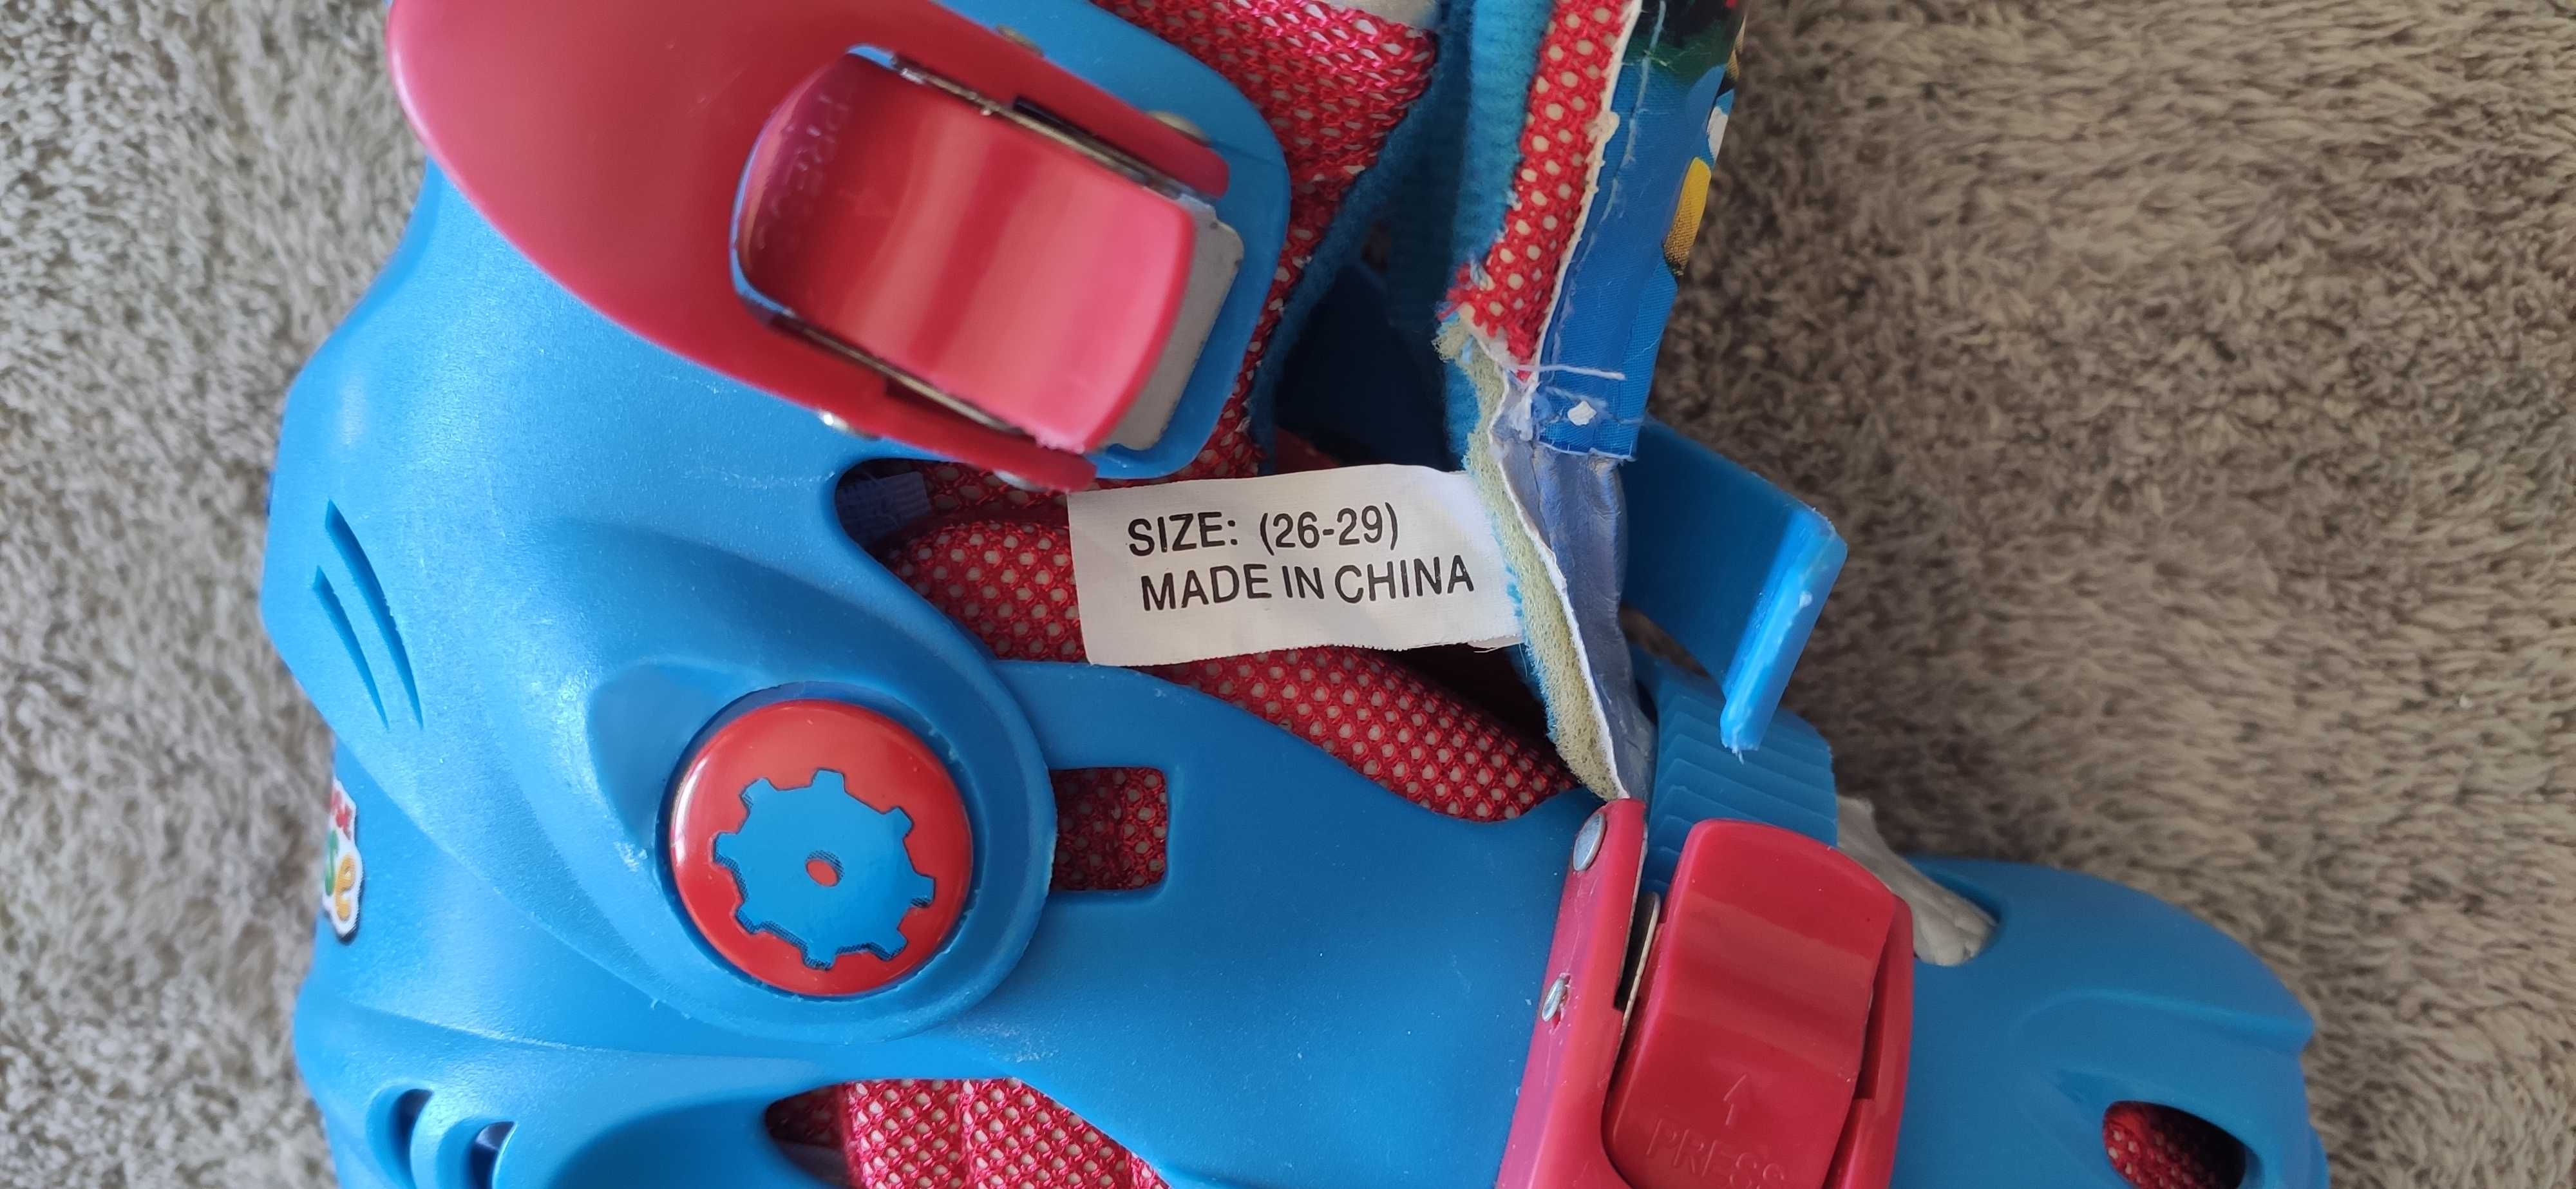 SIZE: (26-29)
MADE IN CHINA
PRESS